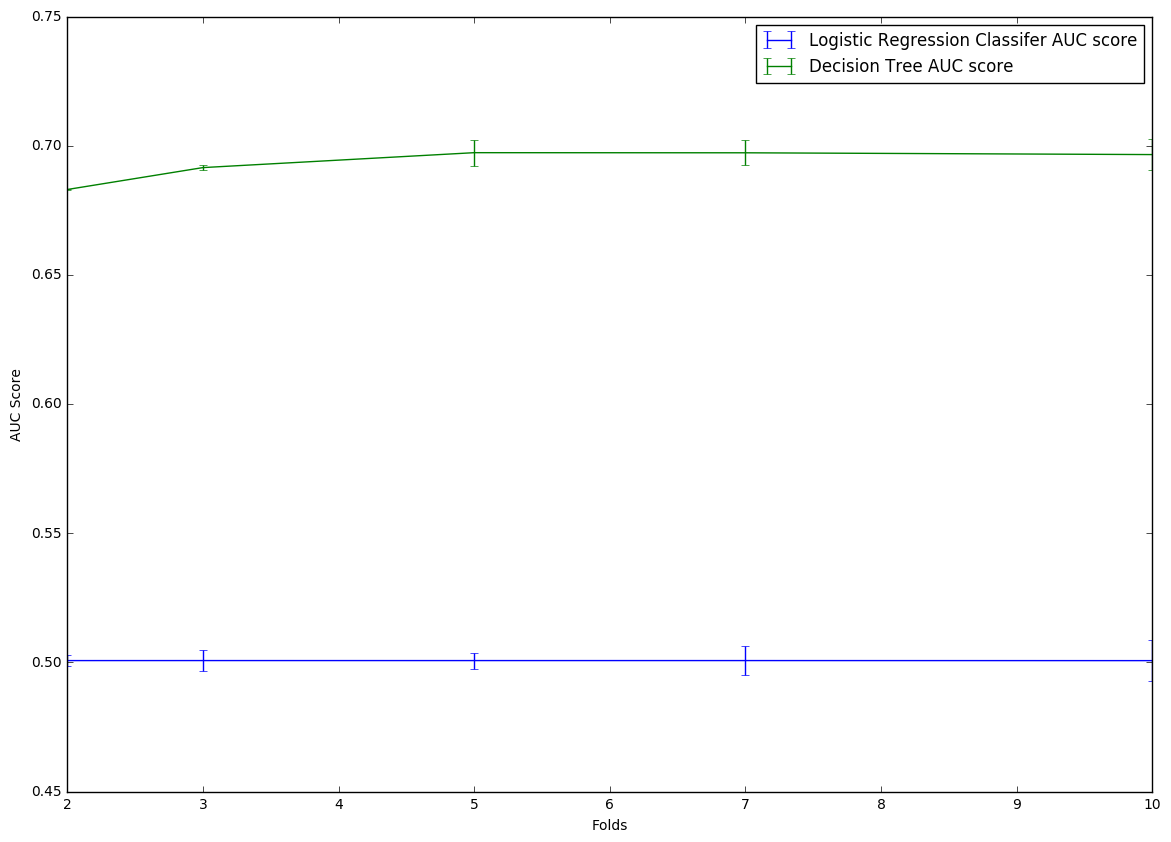 0.75
Logistic Regression Classifer AUC score
Decision Tree AUC score
0.70
0.65
0.60
AUC Score
0.55
0.50
0.45
2 3 4 5 6 7 8 9 10
Folds